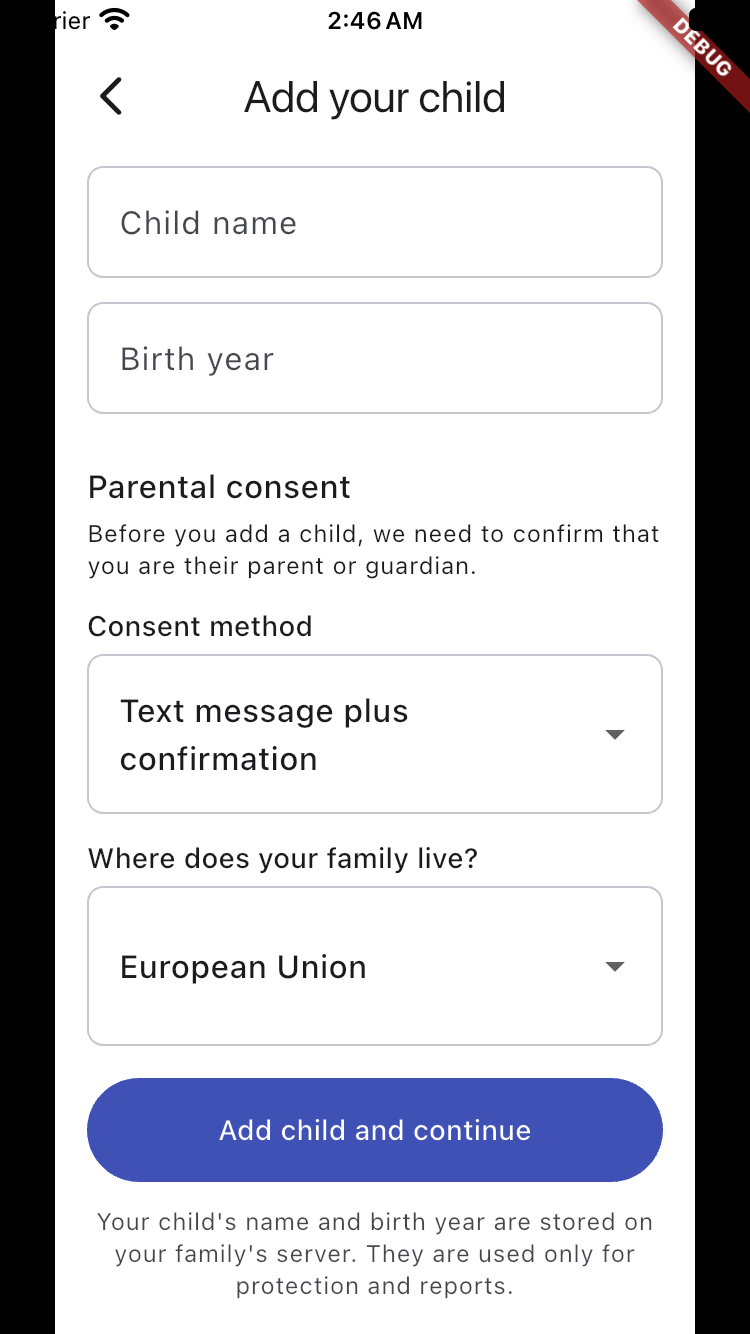 rier 2:46 AM
DEBUG
Add your child
Child name
Birth year
Parental consent
Before you add a child, we need to confirm that
you are their parent or guardian.
Consent method
Text message plus
confirmation
Where does your family live?
European Union
Add child and continue
Your child's name and birth year are stored on
your family's server. They are used only for
protection and reports.